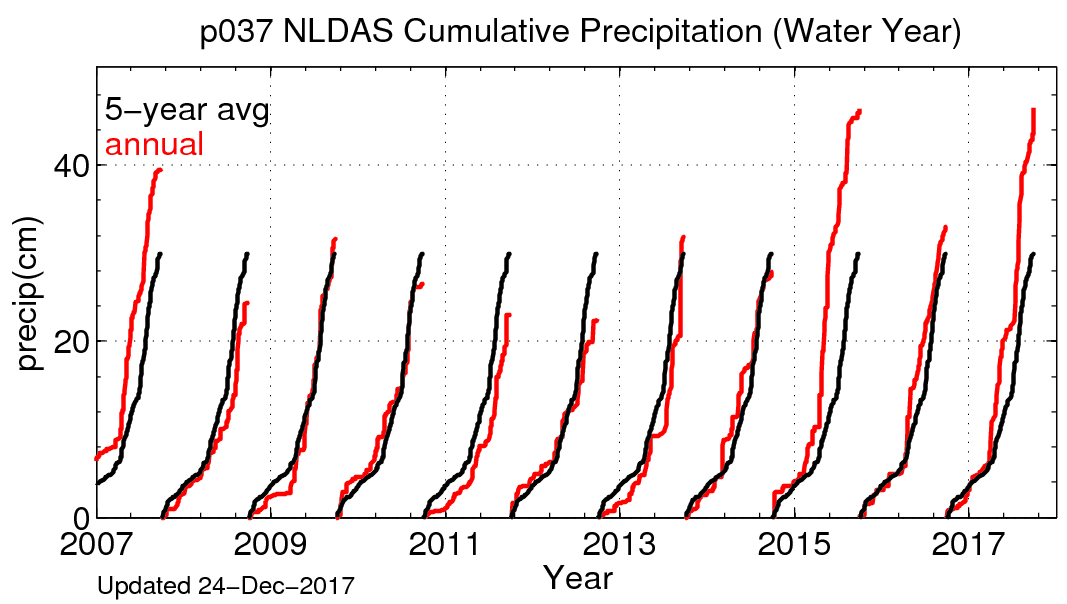 p037 NLDAS Cumulative Precipitation (Water Year)
5−year avg
annual
40
20
0
precip(cm)
2007 2009 2011 2013 2015 2017
Year
Updated 24−Dec−2017